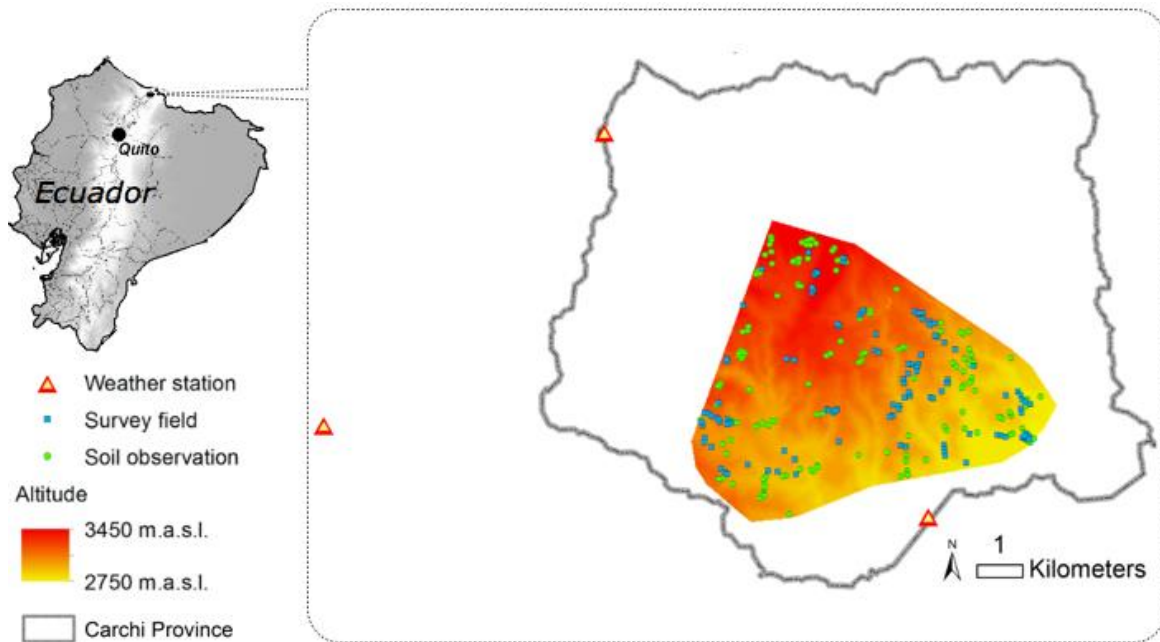 Quito
Ecuador
Weather station
Survey field
Soil observation
Altitude
3450 m.a.s.l.
2750 m.a.s.l.
Carchi Province
N
1
Kilometers